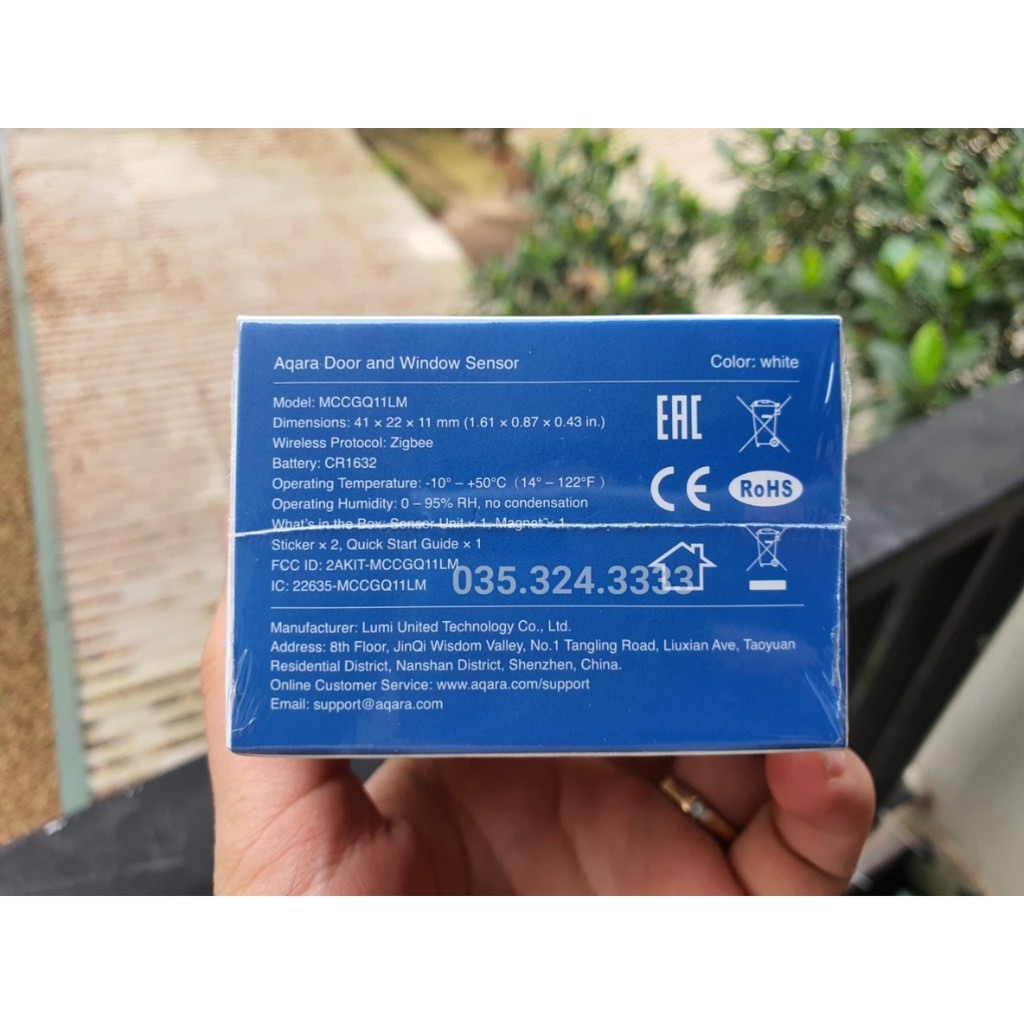 Aqara Door and Window Sensor
Color: white
Model: MCCGQ11LM
Dimensions: 41 × 22 × 11 mm (1.61 × 0.87 × 0.43 in.)
Wireless Protocol: Zigbee
Battery: CR1632
Operating Temperature: -10° – +50°C（14° – 122°F ）
Operating Humidity: 0 – 95% RH, no condensation
What's in the Box: Sensor Unit × 1, Magnet × 1,
Sticker × 2, Quick Start Guide × 1
FCC ID: 2AKIT-MCCGQ11LM
IC: 22635-MCCGQ11LM
EAC
CE
RoHS
035.324.3333
Manufacturer: Lumi United Technology Co., Ltd.
Address: 8th Floor, JinQi Wisdom Valley, No.1 Tangling Road, Liuxian Ave, Taoyuan
Residential District, Nanshan District, Shenzhen, China.
Online Customer Service: www.aqara.com/support
Email: support@aqara.com